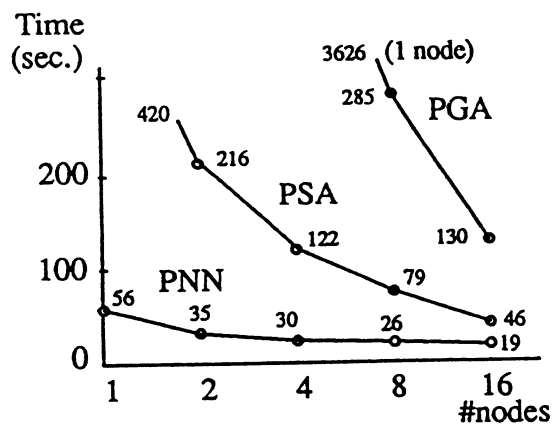 Time
(sec.)
3626 (1 node)
285
PGA
420
216
200
PSA
130
122
100
PNN
79
56
35
30
26
46
19
0
1 2 4 8 16
#nodes